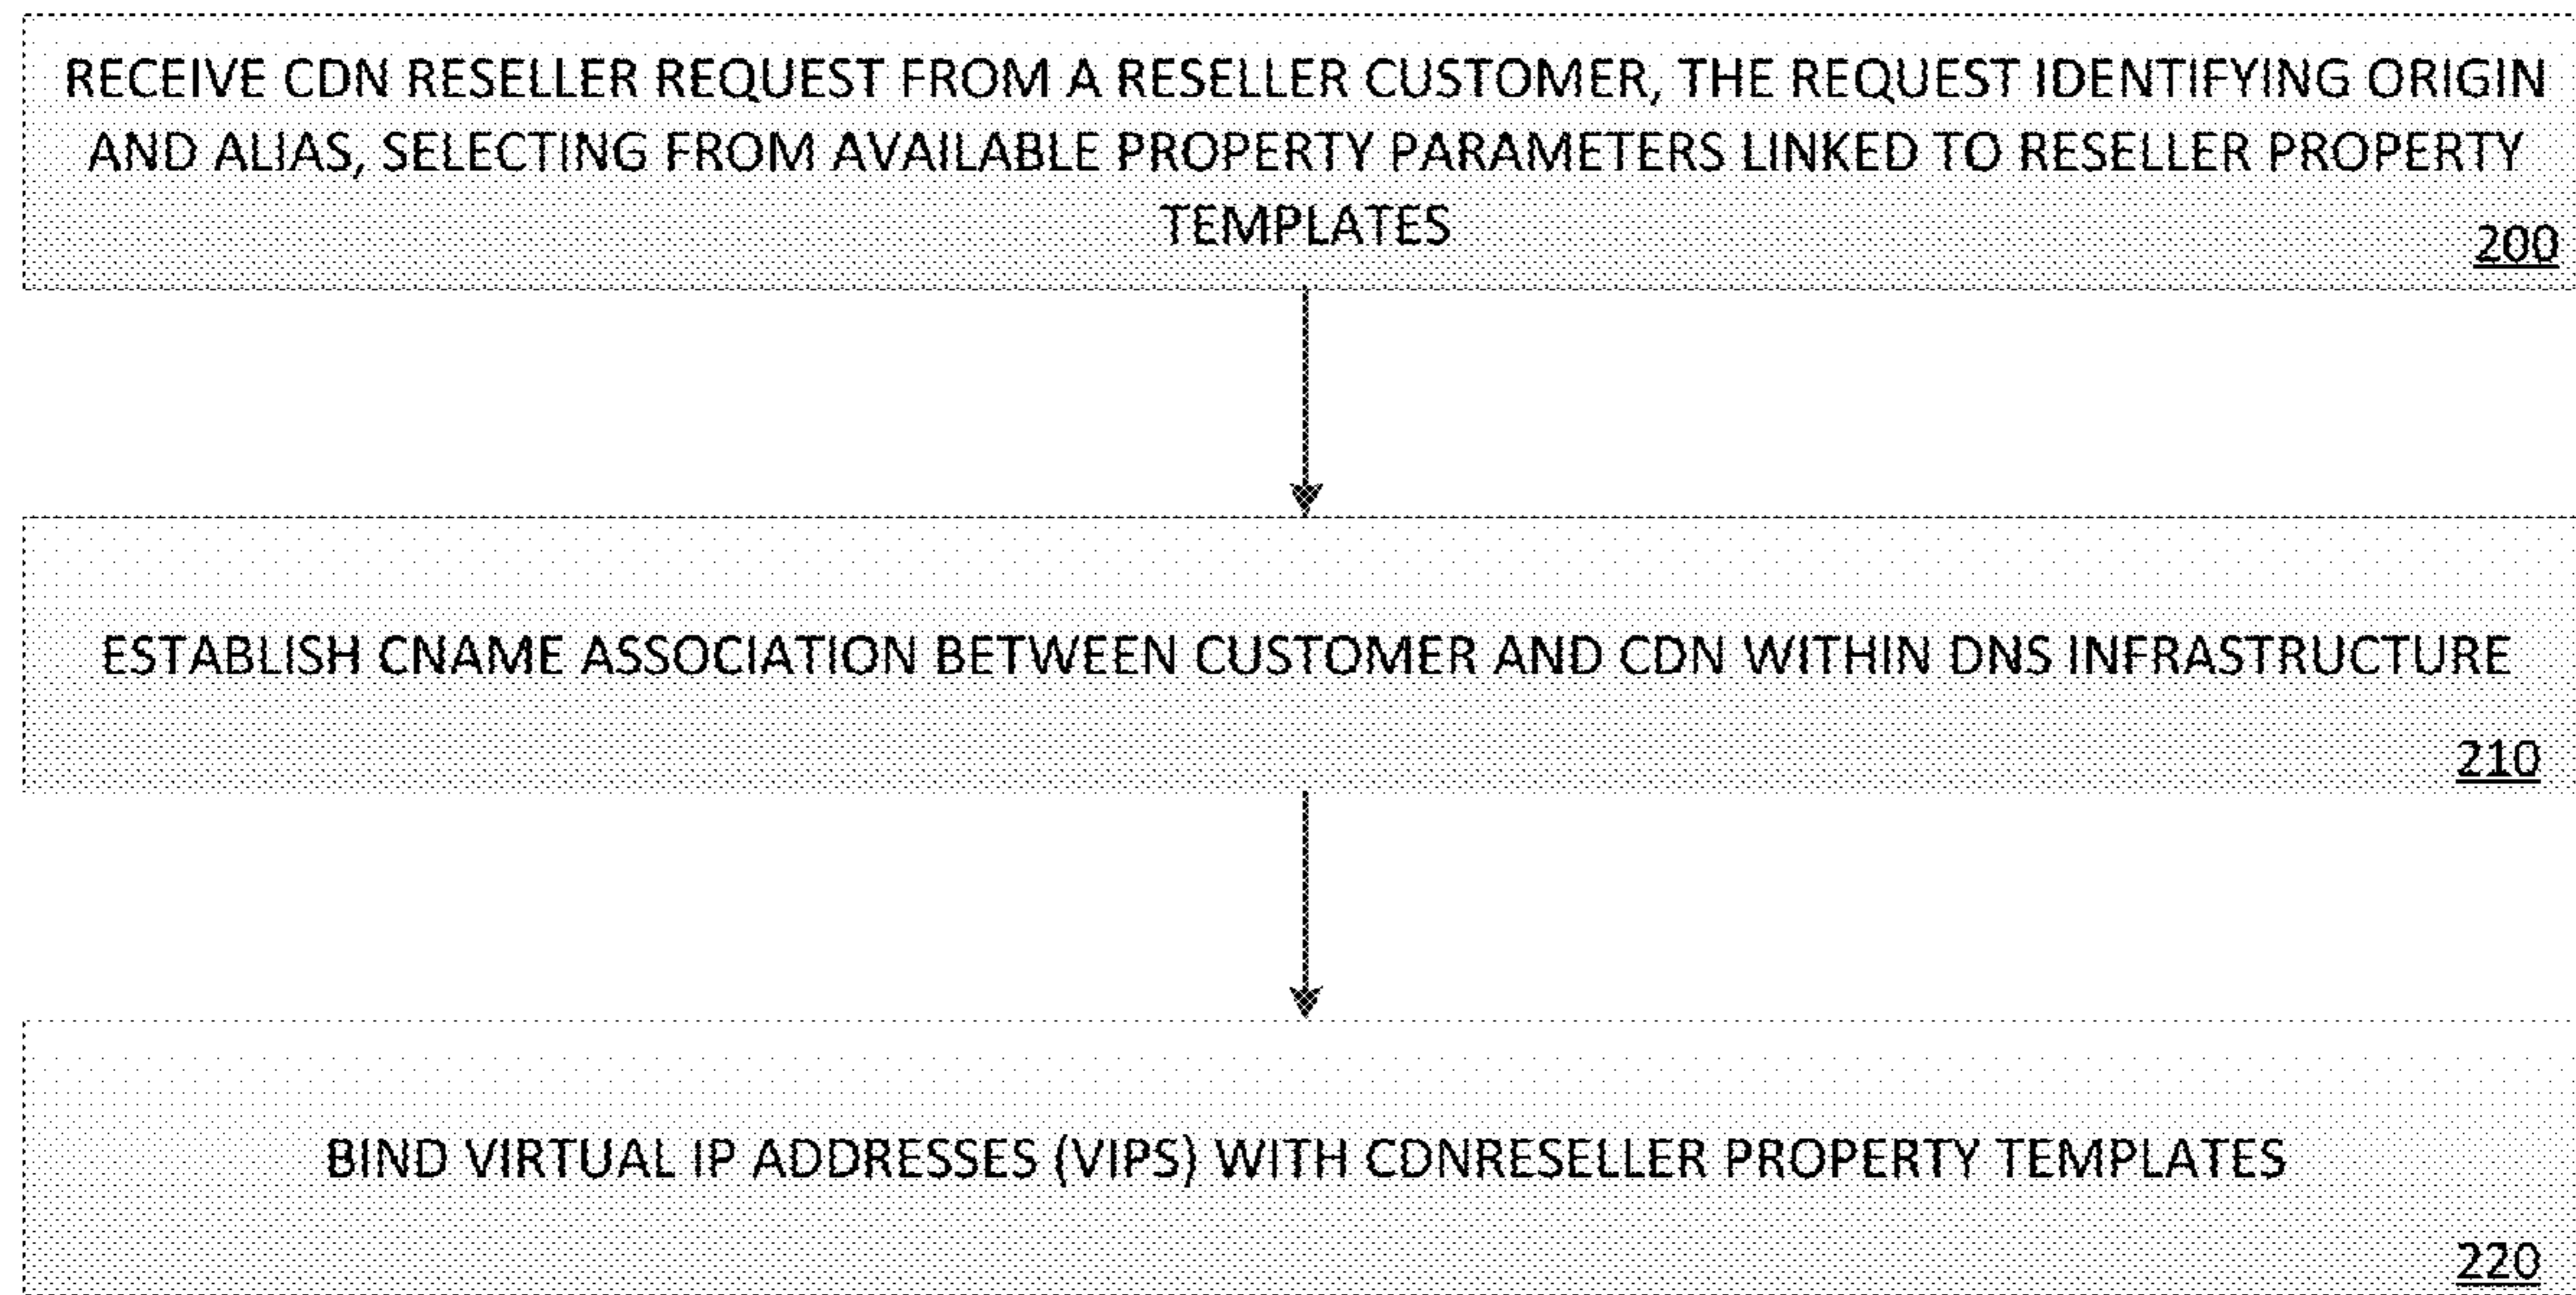 RECEIVE CDN RESELLER REQUEST FROM A RESELLER CUSTOMER, THE REQUEST IDENTIFYING ORIGIN
AND ALIAS, SELECTING FROM AVAILABLE PROPERTY PARAMETERS LINKED TO RESELLER PROPERTY
TEMPLATES
200
ESTABLISH CNAME ASSOCIATION BETWEEN CUSTOMER AND CDN WITHIN DNS INFRASTRUCTURE
210
BIND VIRTUAL IP ADDRESSES (VIPS) WITH CDNRESELLER PROPERTY TEMPLATES
220